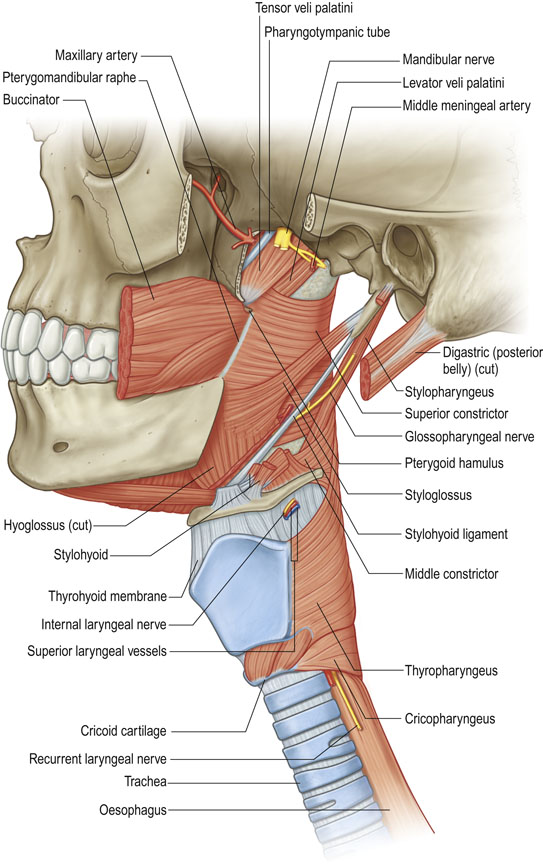 Tensor veli palatini
Pharyngotympanic tube
Maxillary artery
Pterygomandibular raphe
Buccinator
Mandibular nerve
Levator veli palatini
Middle meningeal artery
Digastric (posterior
belly) (cut)
Stylopharyngeus
Superior constrictor
Glossopharyngeal nerve
Pterygoid hamulus
Styloglossus
Stylohyoid ligament
Middle constrictor
Hyoglossus (cut)
Stylohyoid
Thyrohyoid membrane
Internal laryngeal nerve
Superior laryngeal vessels
Thyropharyngeus
Cricopharyngeus
Cricoid cartilage
Recurrent laryngeal nerve
Trachea
Oesophagus